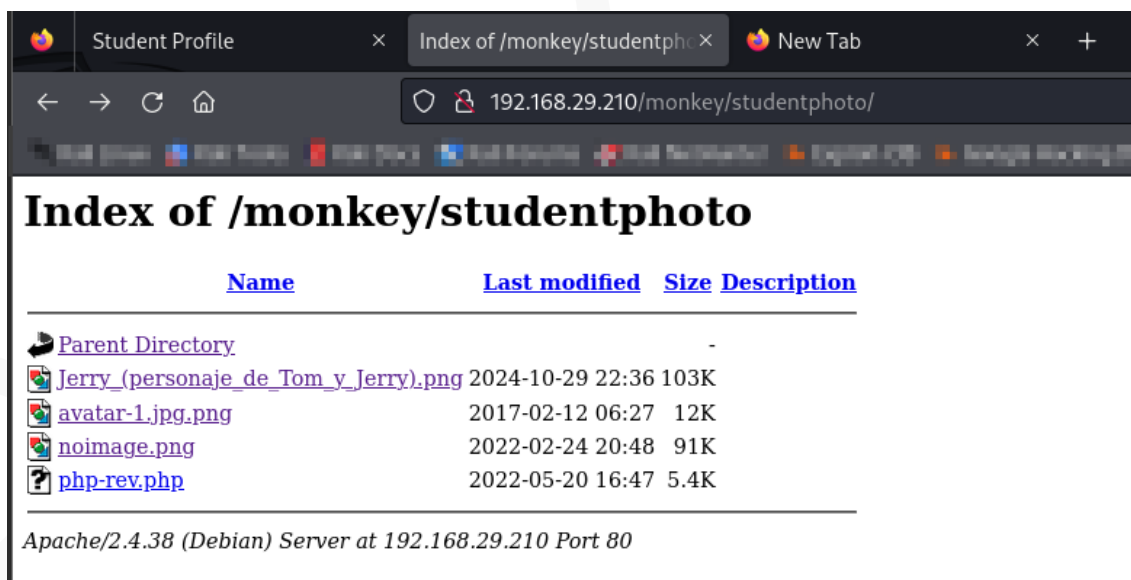 Student Profile
Index of /monkey/studentpho
New Tab
192.168.29.210/monkey/studentphoto/
Index of /monkey/studentphoto
Name Last modified Size Description
Parent Directory -
Jerry_(personaje_de_Tom_y_Jerry).png 2024-10-29 22:36 103K
avatar-1.jpg.png 2017-02-12 06:27 12K
noimage.png 2022-02-24 20:48 91K
php-rev.php 2022-05-20 16:47 5.4K
Apache/2.4.38 (Debian) Server at 192.168.29.210 Port 80